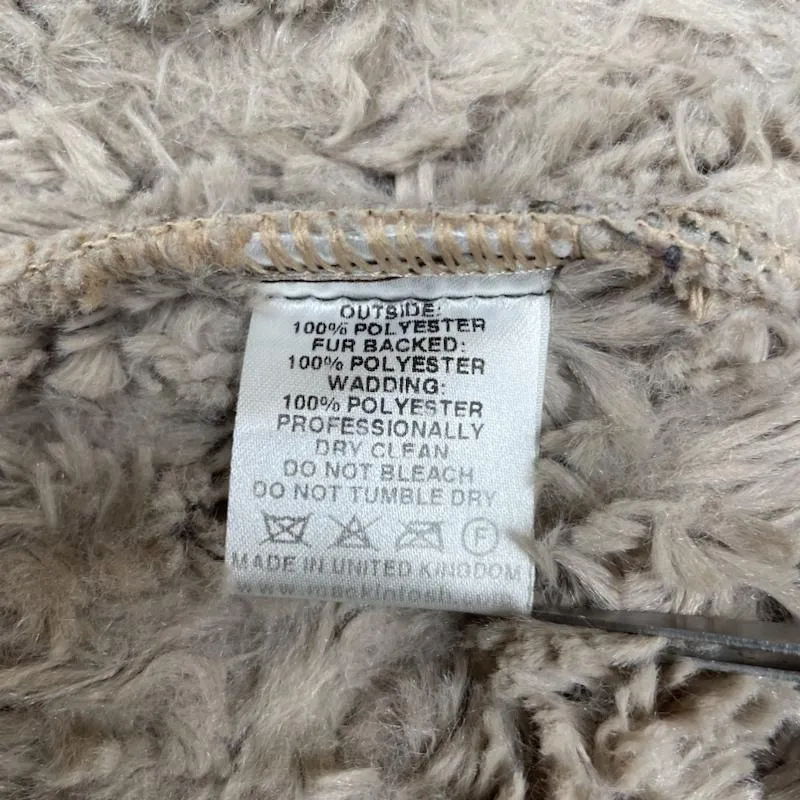 OUTSIDE:
100% POLYESTER
FUR BACKED:
100% POLYESTER
WADDING:
100% POLYESTER
PROFESSIONALLY
DRY CLEAN
DO NOT BLEACH
DO NOT TUMBLE DRY
F
MADE IN UNITED KINGDOM